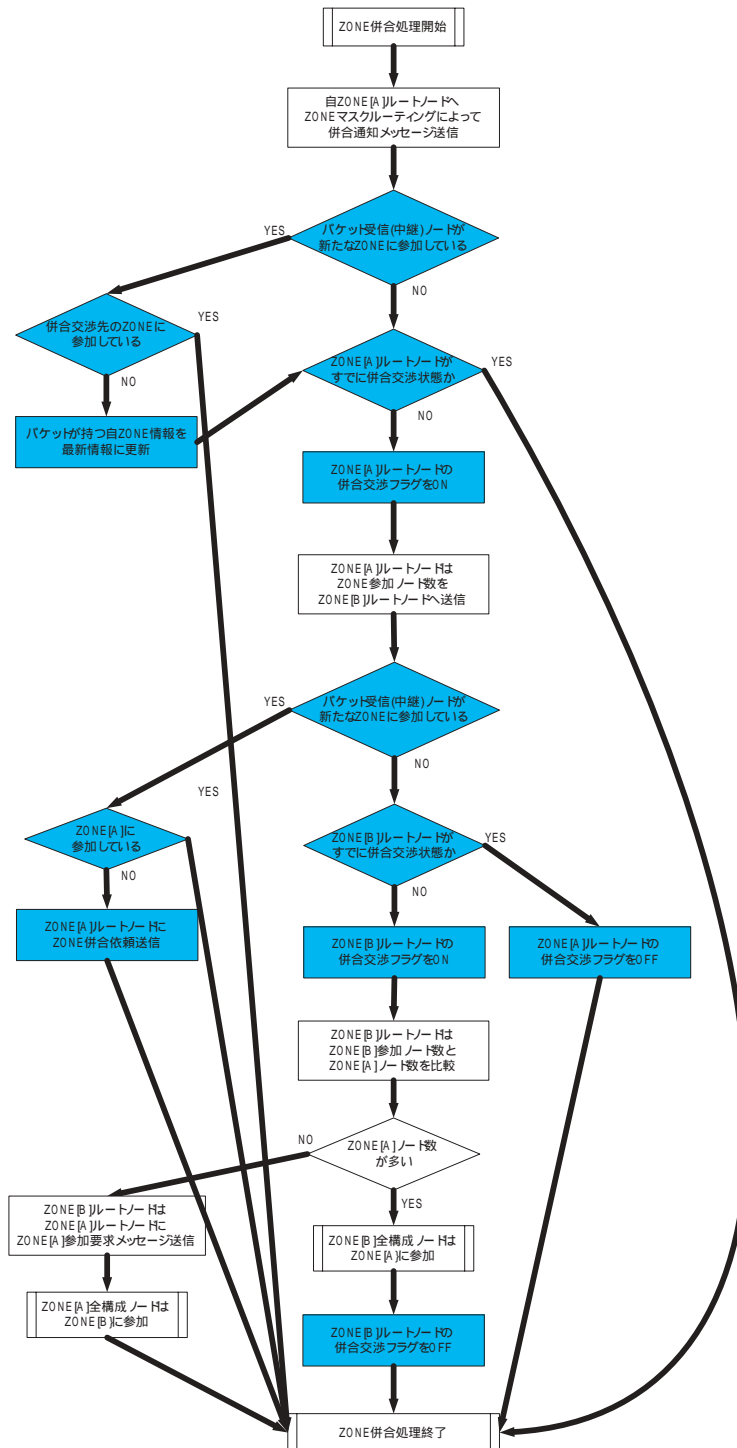 ZONE併合処理開始
自ZONE[A]ルートノードへ
ZONEマスクルーティングによって
併合通知メッセージ送信
YES
パケット受信(中継)ノードが
新たなZONEに参加している
NO
併合交渉先のZONEに
参加している
YES
NO
ZONE[A]ルートノードが
すでに併合交渉状態か
YES
NO
パケットが持つ自ZONE情報を
最新情報に更新
ZONE[A]ルートノードの
併合交渉フラグをON
ZONE[A]ルートノードは
ZONE参加ノード数を
ZONE[B]ルートノードへ送信
YES
パケット受信(中継)ノードが
新たなZONEに参加している
NO
ZONE[A]に
参加している
YES
NO
ZONE[B]ルートノードが
すでに併合交渉状態か
YES
NO
ZONE[A]ルートノードに
ZONE併合依頼送信
ZONE[B]ルートノードの
併合交渉フラグをON
ZONE[A]ルートノードの
併合交渉フラグをOFF
ZONE[B]ルートノードは
ZONE[B]参加ノード数と
ZONE[A]ノード数を比較
NO
ZONE[A]ノード数
が多い
YES
ZONE[B]ルートノードは
ZONE[A]ルートノードに
ZONE[A]参加要求メッセージ送信
ZONE[B]全構成ノードは
ZONE[A]に参加
ZONE[A]全構成ノードは
ZONE[B]に参加
ZONE[B]ルートノードの
併合交渉フラグをOFF
ZONE併合処理終了